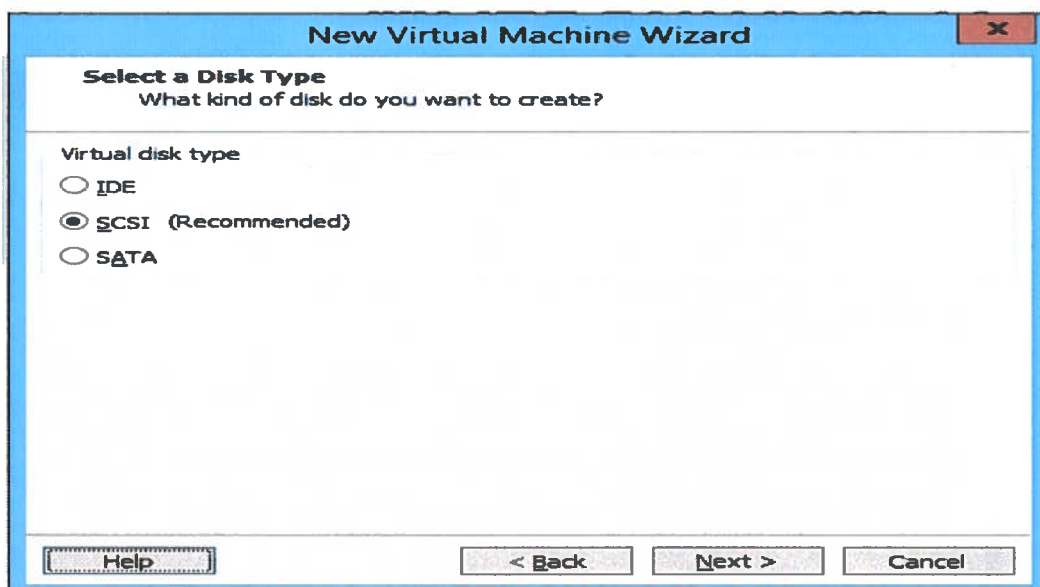 New Virtual Machine Wizard
Select a Disk Type
What kind of disk do you want to create?
Virtual disk type
IDE
SCSI (Recommended)
SATA
Help < Back Next > Cancel